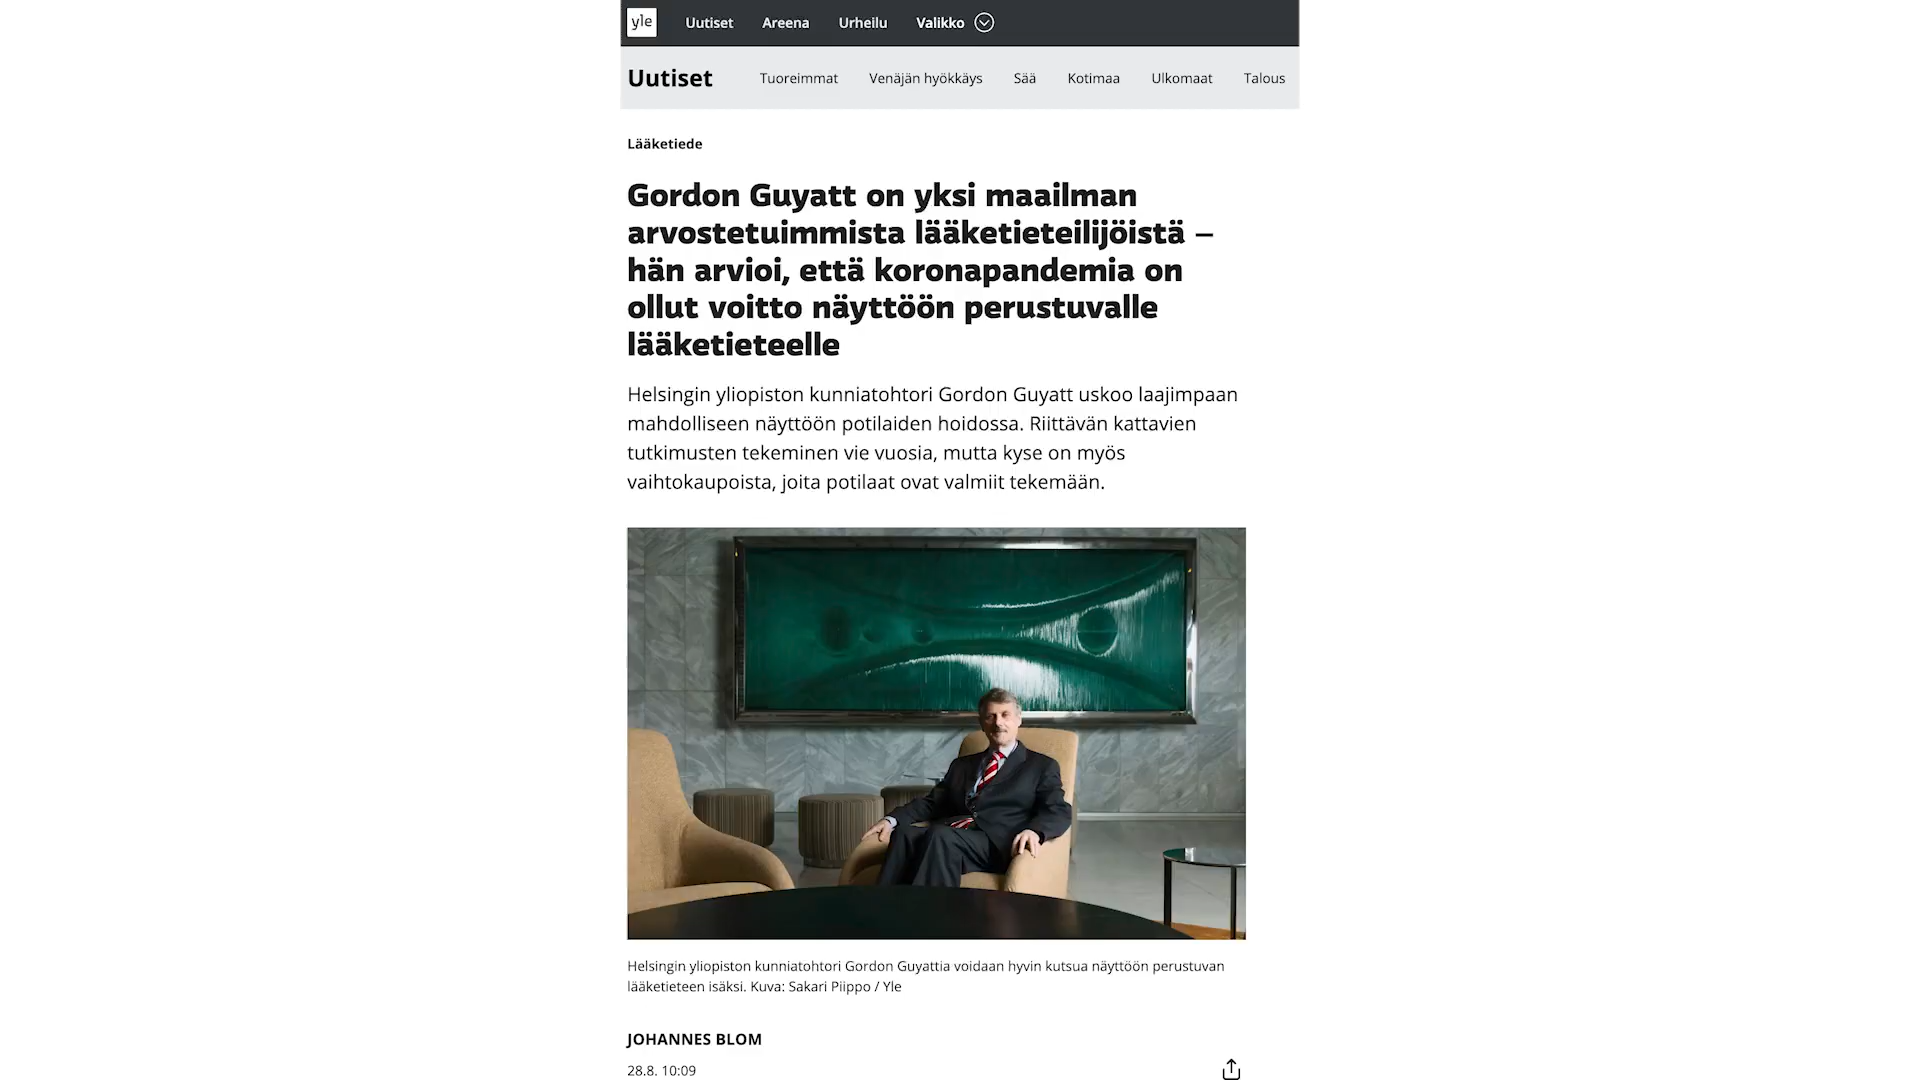 yle
Uutiset Areena Urheilu Valikko
Uutiset Tuoreimmat Venäjän hyökkäys Sää Kotimaa Ulkomaat Talous
Lääketiede
Gordon Guyatt on yksi maailman
arvostetuimmista lääketieteilijöistä –
hän arvioi, että koronapandemia on
ollut voitto näyttöön perustuvalle
lääketieteelle
Helsingin yliopiston kunniatohtori Gordon Guyatt uskoo laajimpaan
mahdolliseen näyttöön potilaiden hoidossa. Riittävän kattavien
tutkimusten tekeminen vie vuosia, mutta kyse on myös
vaihtokaupoista, joita potilaat ovat valmiit tekemään.
Helsingin yliopiston kunniatohtori Gordon Guyattia voidaan hyvin kutsua näyttöön perustuvan
lääketieteen isäksi. Kuva: Sakari Piippo / Yle
JOHANNES BLOM
28.8. 10:09